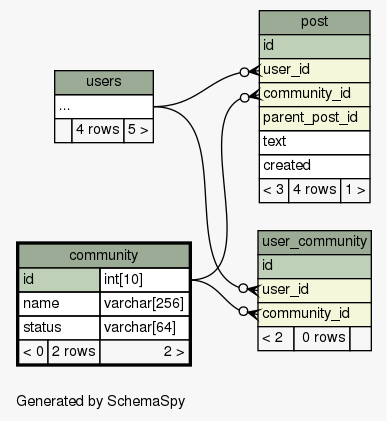 post
id
user_id
community_id
parent_post_id
text
created
< 3 4 rows 1 >
users
...
4 rows 5 >
community
id int[10]
name varchar[256]
status varchar[64]
< 0 2 rows 2 >
user_community
id
user_id
community_id
< 2 0 rows
Generated by SchemaSpy